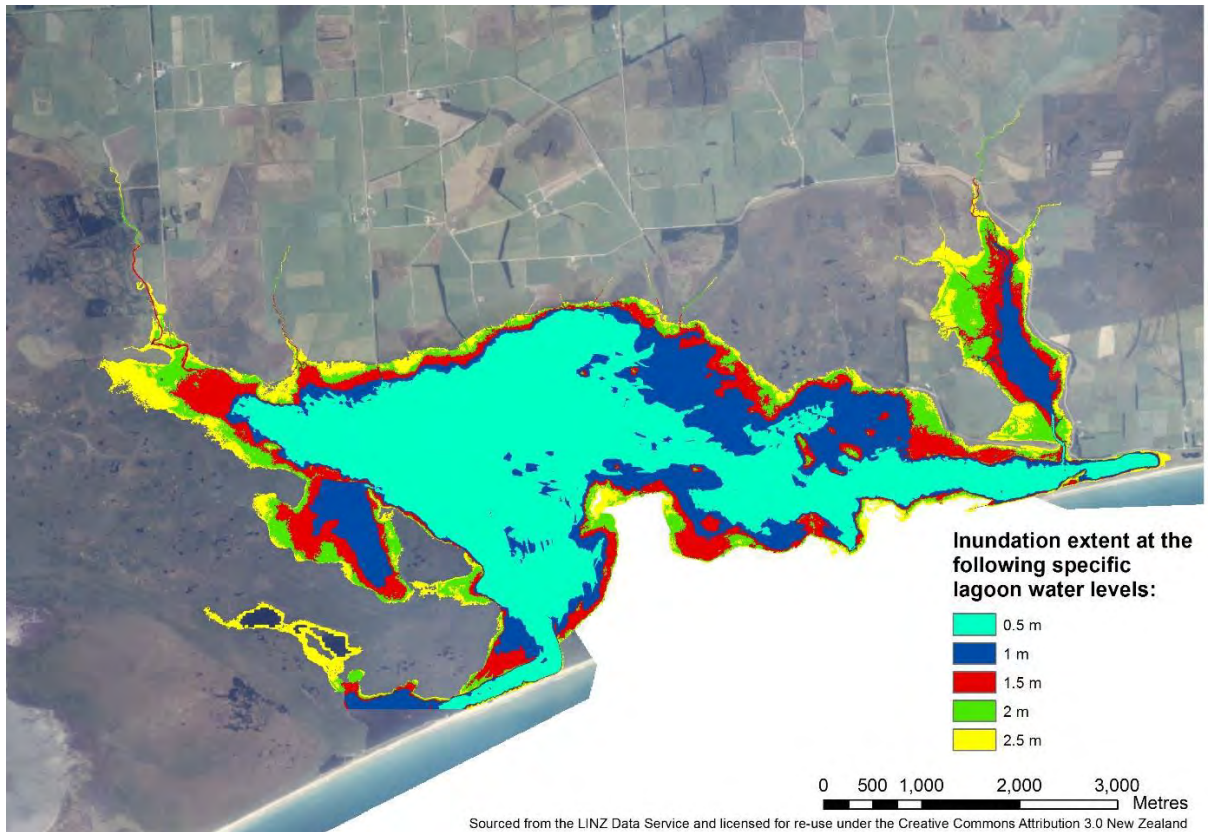 Inundation extent at the
following specific
lagoon water levels:
0.5 m
1 m
1.5 m
2 m
2.5 m
0 500 1,000 2,000 3,000
Metres
Sourced from the LINZ Data Service and licensed for re-use under the Creative Commons Attribution 3.0 New Zealand